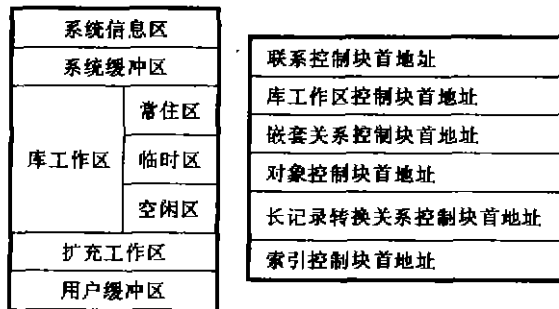 系统信息区
系统缓冲区
库工作区
常住区
临时区
空闲区
扩充工作区
用户缓冲区
联系控制块首地址
库工作区控制块首地址
嵌套关系控制块首地址
对象控制块首地址
长记录转换关系控制块首地址
索引控制块首地址